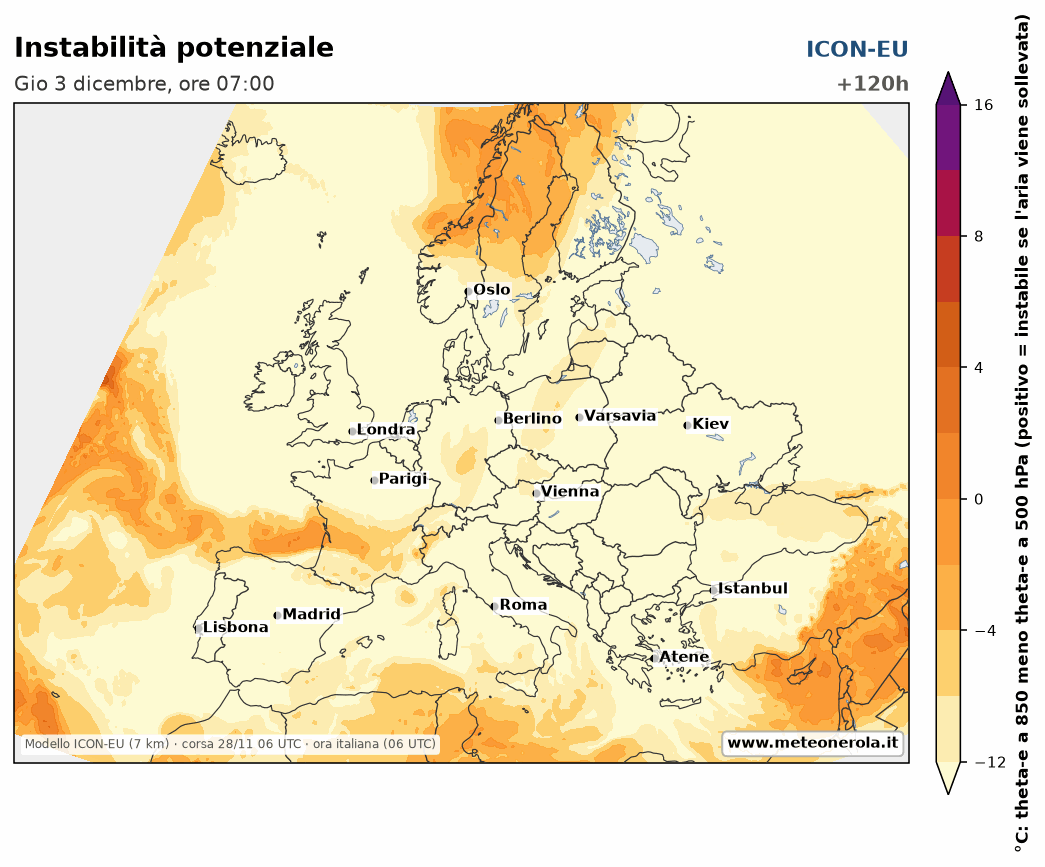 Instabilità potenziale
ICON-EU
Gio 3 dicembre, ore 07:00
+120h
Oslo
Londra
Berlino
Varsavia
Kiev
Parigi
Vienna
Madrid
Lisbona
Roma
Istanbul
Atene
Modello ICON-EU (7 km) · corsa 28/11 06 UTC · ora italiana (06 UTC)
www.meteonerola.it
16
8
4
0
−4
−12
°C: theta-e a 850 meno theta-e a 500 hPa (positivo = instabile se l'aria viene sollevata)